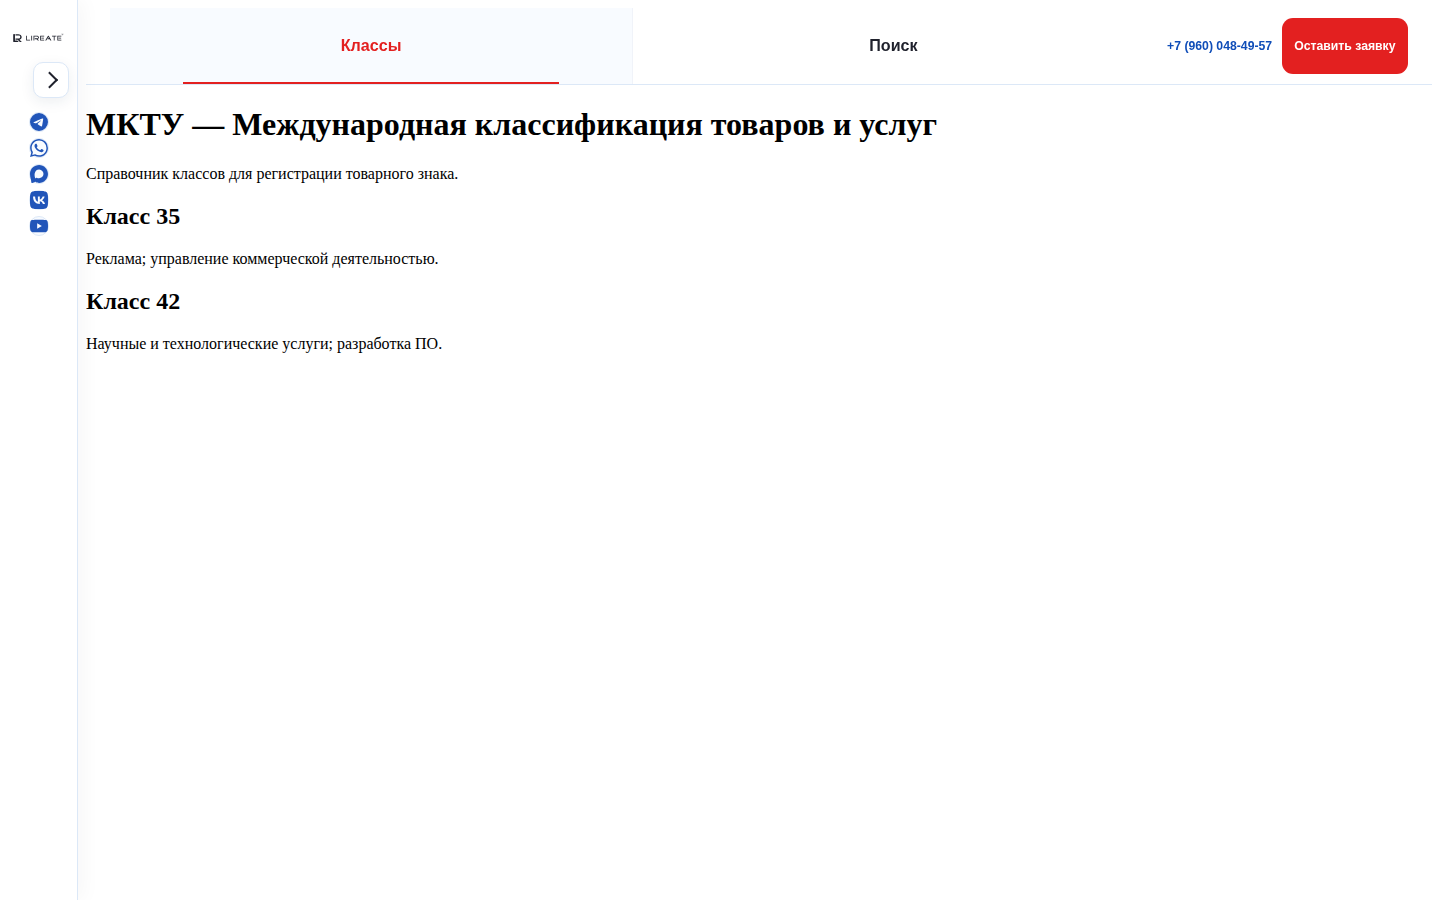 LIREATE
Классы
Поиск
+7 (960) 048-49-57
Оставить заявку
МКТУ — Международная классификация товаров и услуг
Справочник классов для регистрации товарного знака.
Класс 35
Реклама; управление коммерческой деятельностью.
Класс 42
Научные и технологические услуги; разработка ПО.